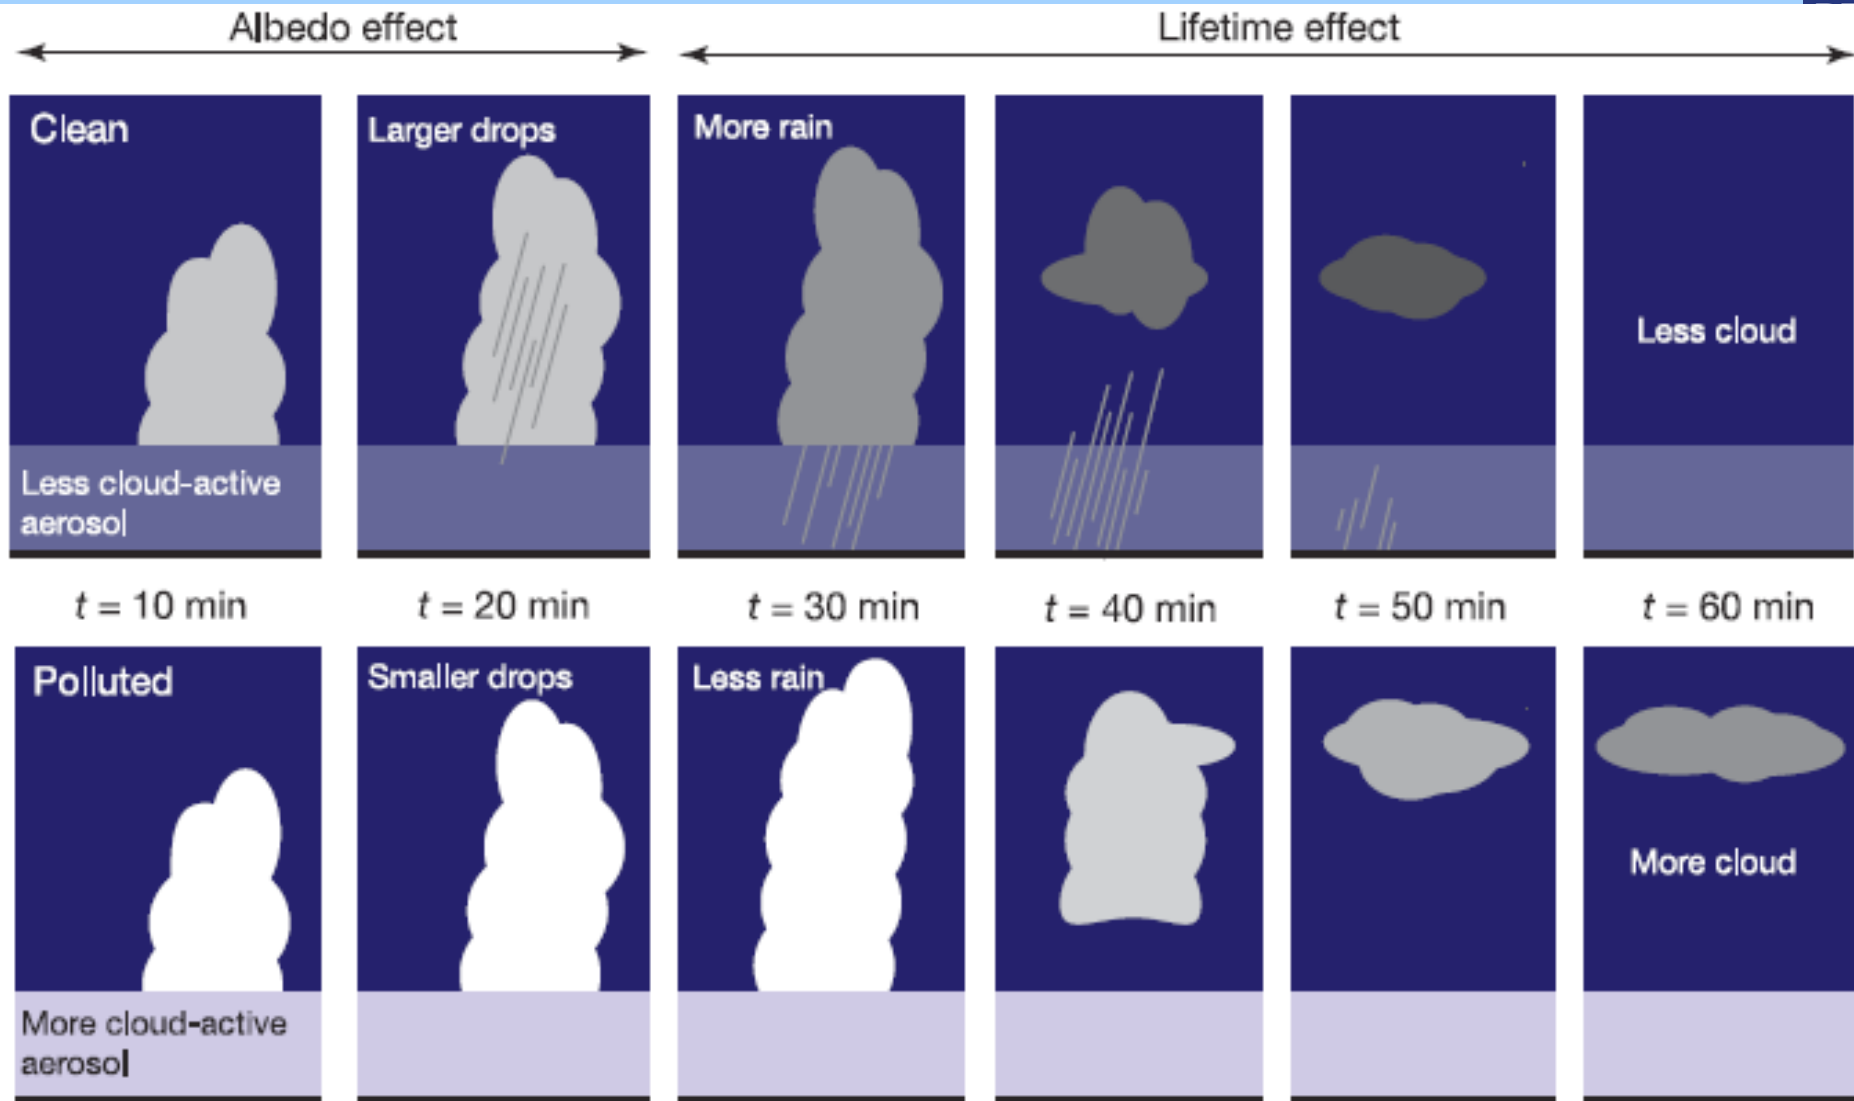 Albedo effect
Lifetime effect
Clean
Larger drops
More rain
Less cloud
Less cloud-active
aerosol
t = 10 min
t = 20 min
t = 30 min
t = 40 min
t = 50 min
t = 60 min
Polluted
Smaller drops
Less rain
More cloud
More cloud-active
aerosol